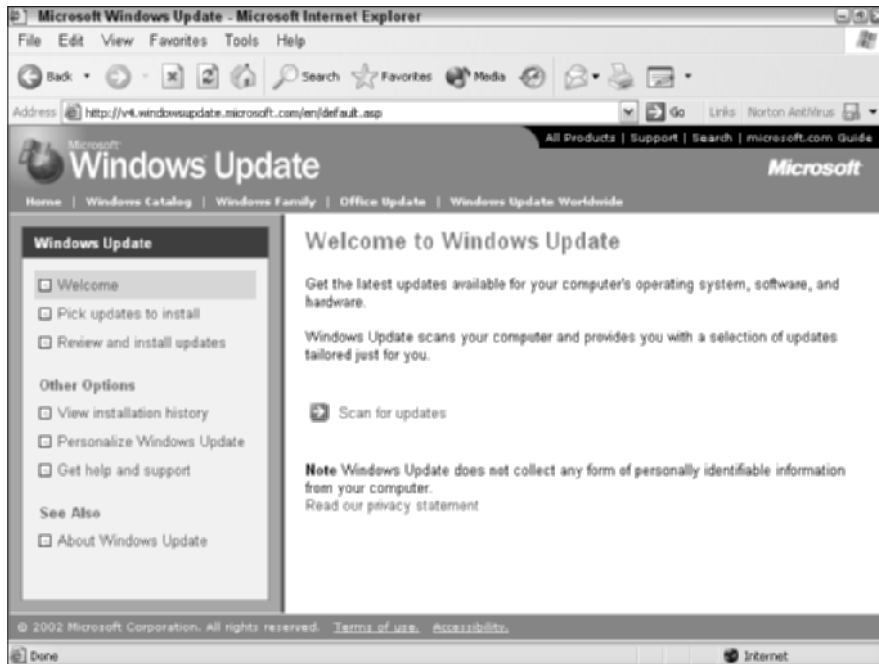 Microsoft Windows Update - Microsoft Internet Explorer
File Edit View Favorites Tools Help
Back Search Favorites Media
Address http://v4.windowsupdate.microsoft.com/en/default.asp Go Links Norton AntiVirus
All Products | Support | Search | microsoft.com Guide
Microsoft
Windows Update
Microsoft
Home | Windows Catalog | Windows Family | Office Update | Windows Update Worldwide
Windows Update
Welcome
Pick updates to install
Review and install updates
Other Options
View installation history
Personalize Windows Update
Get help and support
See Also
About Windows Update
Welcome to Windows Update
Get the latest updates available for your computer's operating system, software, and
hardware.
Windows Update scans your computer and provides you with a selection of updates
tailored just for you.
Scan for updates
Note Windows Update does not collect any form of personally identifiable information
from your computer.
Read our privacy statement
© 2002 Microsoft Corporation. All rights reserved. Terms of use. Accessibility.
Done
Internet